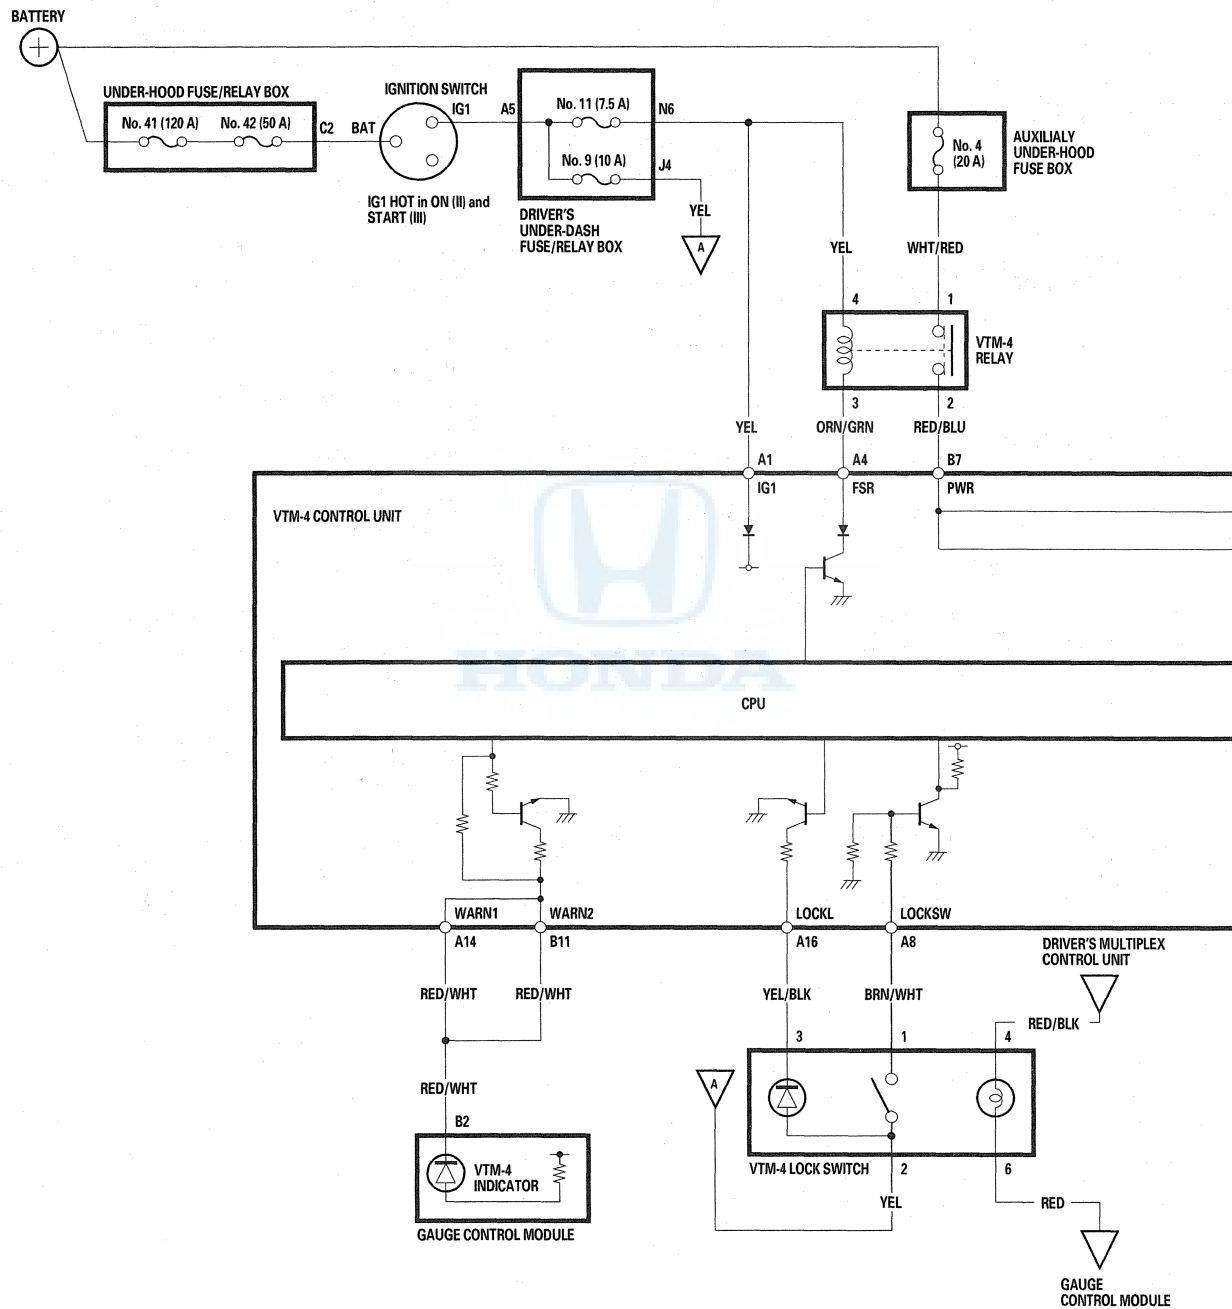 BATTERY
UNDER-HOOD FUSE/RELAY BOX
No. 41 (120 A)
No. 42 (50 A)
C2
BAT
IGNITION SWITCH
IG1
IG1 HOT in ON (II) and
START (III)
A5
No. 11 (7.5 A)
N6
No. 9 (10 A)
J4
DRIVER'S
UNDER-DASH
FUSE/RELAY BOX
YEL
A
No. 4
(20 A)
AUXILIALY
UNDER-HOOD
FUSE BOX
YEL
WHT/RED
4
1
VTM-4
RELAY
3
2
YEL
ORN/GRN
RED/BLU
A1
A4
B7
IG1
FSR
PWR
VTM-4 CONTROL UNIT
HONDA
CPU
WARN1
WARN2
LOCKL
LOCKSW
A14
B11
A16
A8
DRIVER'S MULTIPLEX
CONTROL UNIT
RED/WHT
RED/WHT
YEL/BLK
BRN/WHT
RED/BLK
3
1
4
A
RED/WHT
B2
VTM-4
INDICATOR
GAUGE CONTROL MODULE
VTM-4 LOCK SWITCH
2
6
YEL
RED
GAUGE
CONTROL MODULE